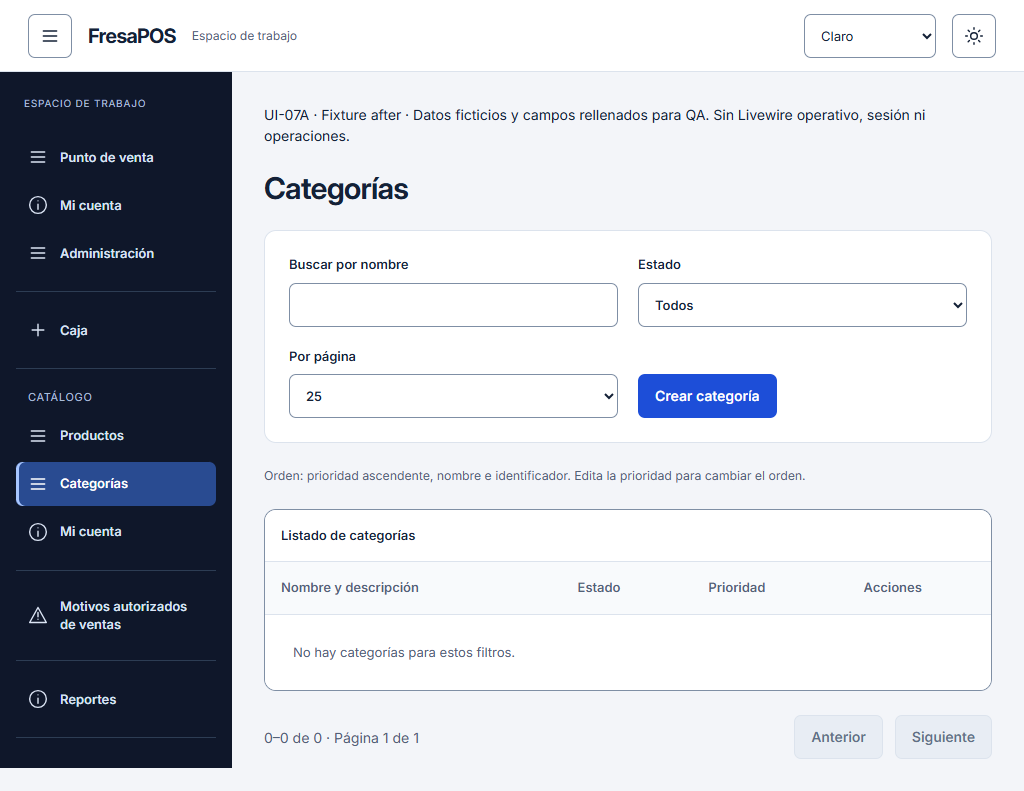 FresaPOS
Espacio de trabajo
Claro
ESPACIO DE TRABAJO
Punto de venta
Mi cuenta
Administración
Caja
CATÁLOGO
Productos
Categorías
Mi cuenta
Motivos autorizados
de ventas
Reportes
UI-07A · Fixture after · Datos ficticios y campos rellenados para QA. Sin Livewire operativo, sesión ni
operaciones.
Categorías
Buscar por nombre
Estado
Todos
Por página
25
Crear categoría
Orden: prioridad ascendente, nombre e identificador. Edita la prioridad para cambiar el orden.
Listado de categorías
Nombre y descripción Estado Prioridad Acciones
No hay categorías para estos filtros.
0–0 de 0 · Página 1 de 1
Anterior
Siguiente